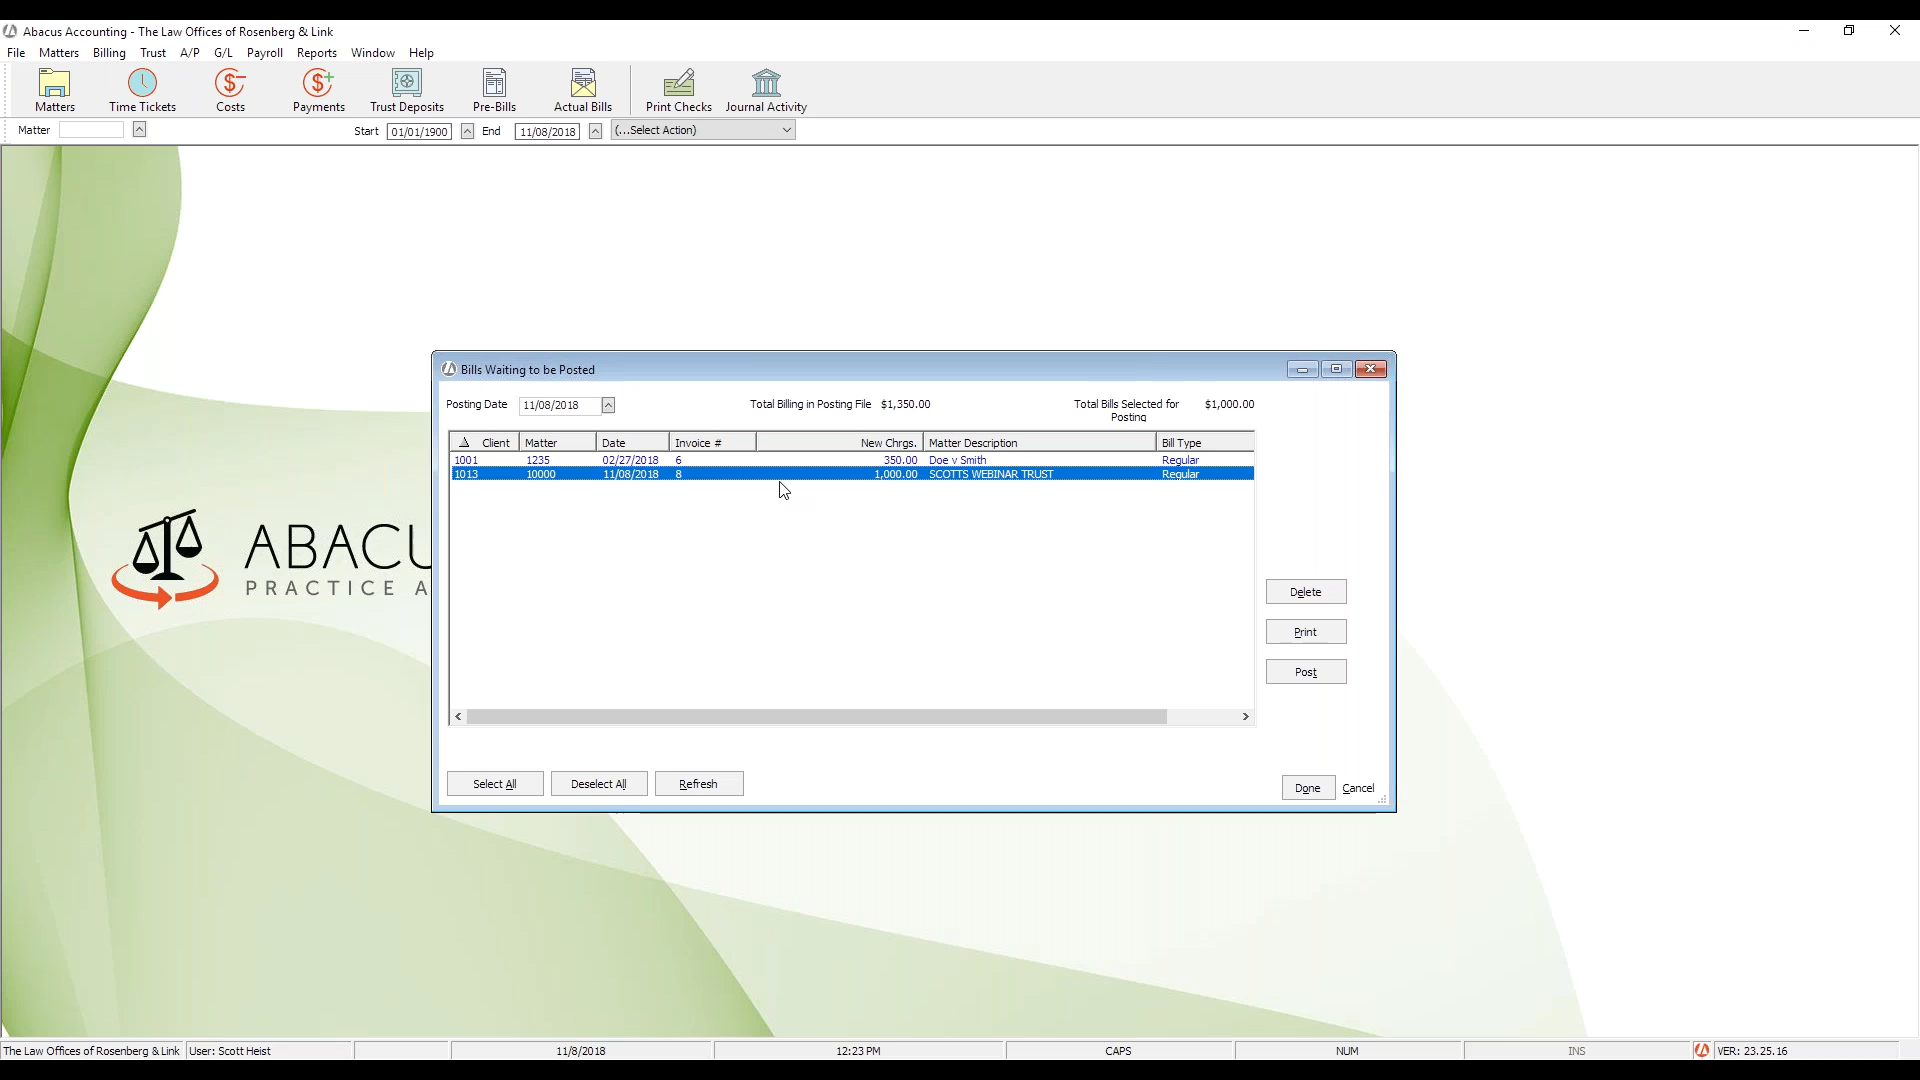 Abacus Accounting - The Law Offices of Rosenberg & Link
File Matters Billing Trust A/P G/L Payroll Reports Window Help
Matters Time Tickets Costs Payments Trust Deposits Pre-Bills Actual Bills Print Checks Journal Activity
Matter Start 01/01/1900 End 11/08/2018 (...Select Action)
Bills Waiting to be Posted
Posting Date 11/08/2018 Total Billing in Posting File $1,350.00 Total Bills Selected for $1,000.00
Posting
Client Matter Date Invoice # New Chrgs. Matter Description Bill Type
1001 1235 02/27/2018 6 350.00 Doe v Smith Regular
1013 10000 11/08/2018 8 1,000.00 SCOTTS WEBINAR TRUST Regular
ABACU
PRACTICE A
Delete
Print
Post
Select All Deselect All Refresh Done Cancel
The Law Offices of Rosenberg & Link User: Scott Heist 11/8/2018 12:23 PM CAPS NUM INS VER: 23.25.16